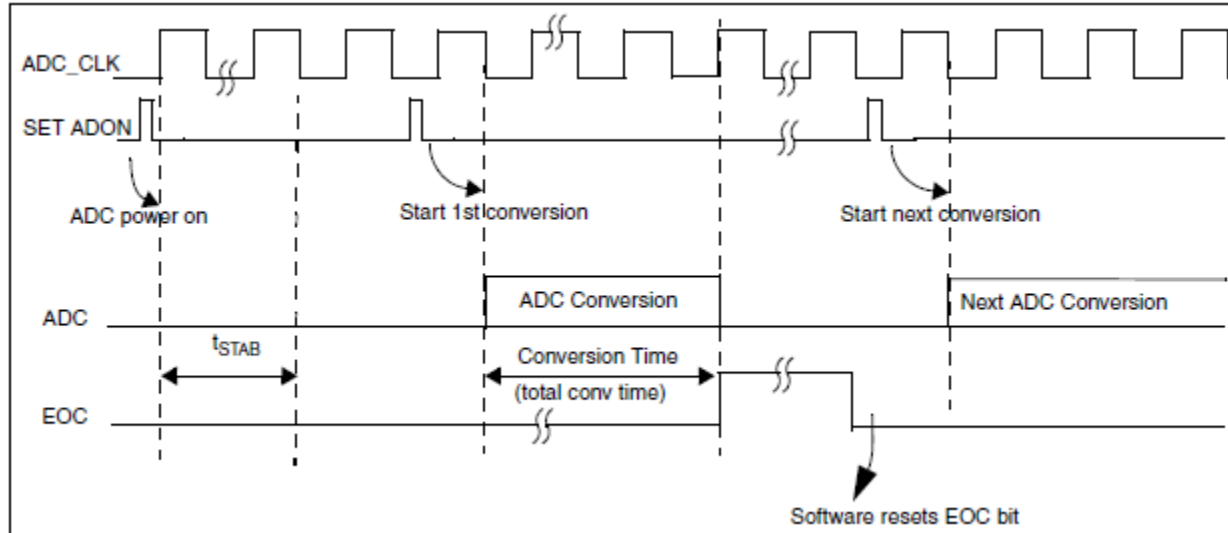 ADC_CLK
SET ADON
ADC power on
Start 1st conversion
Start next conversion
ADC
ADC Conversion
Next ADC Conversion
tSTAB
Conversion Time
(total conv time)
EOC
Software resets EOC bit